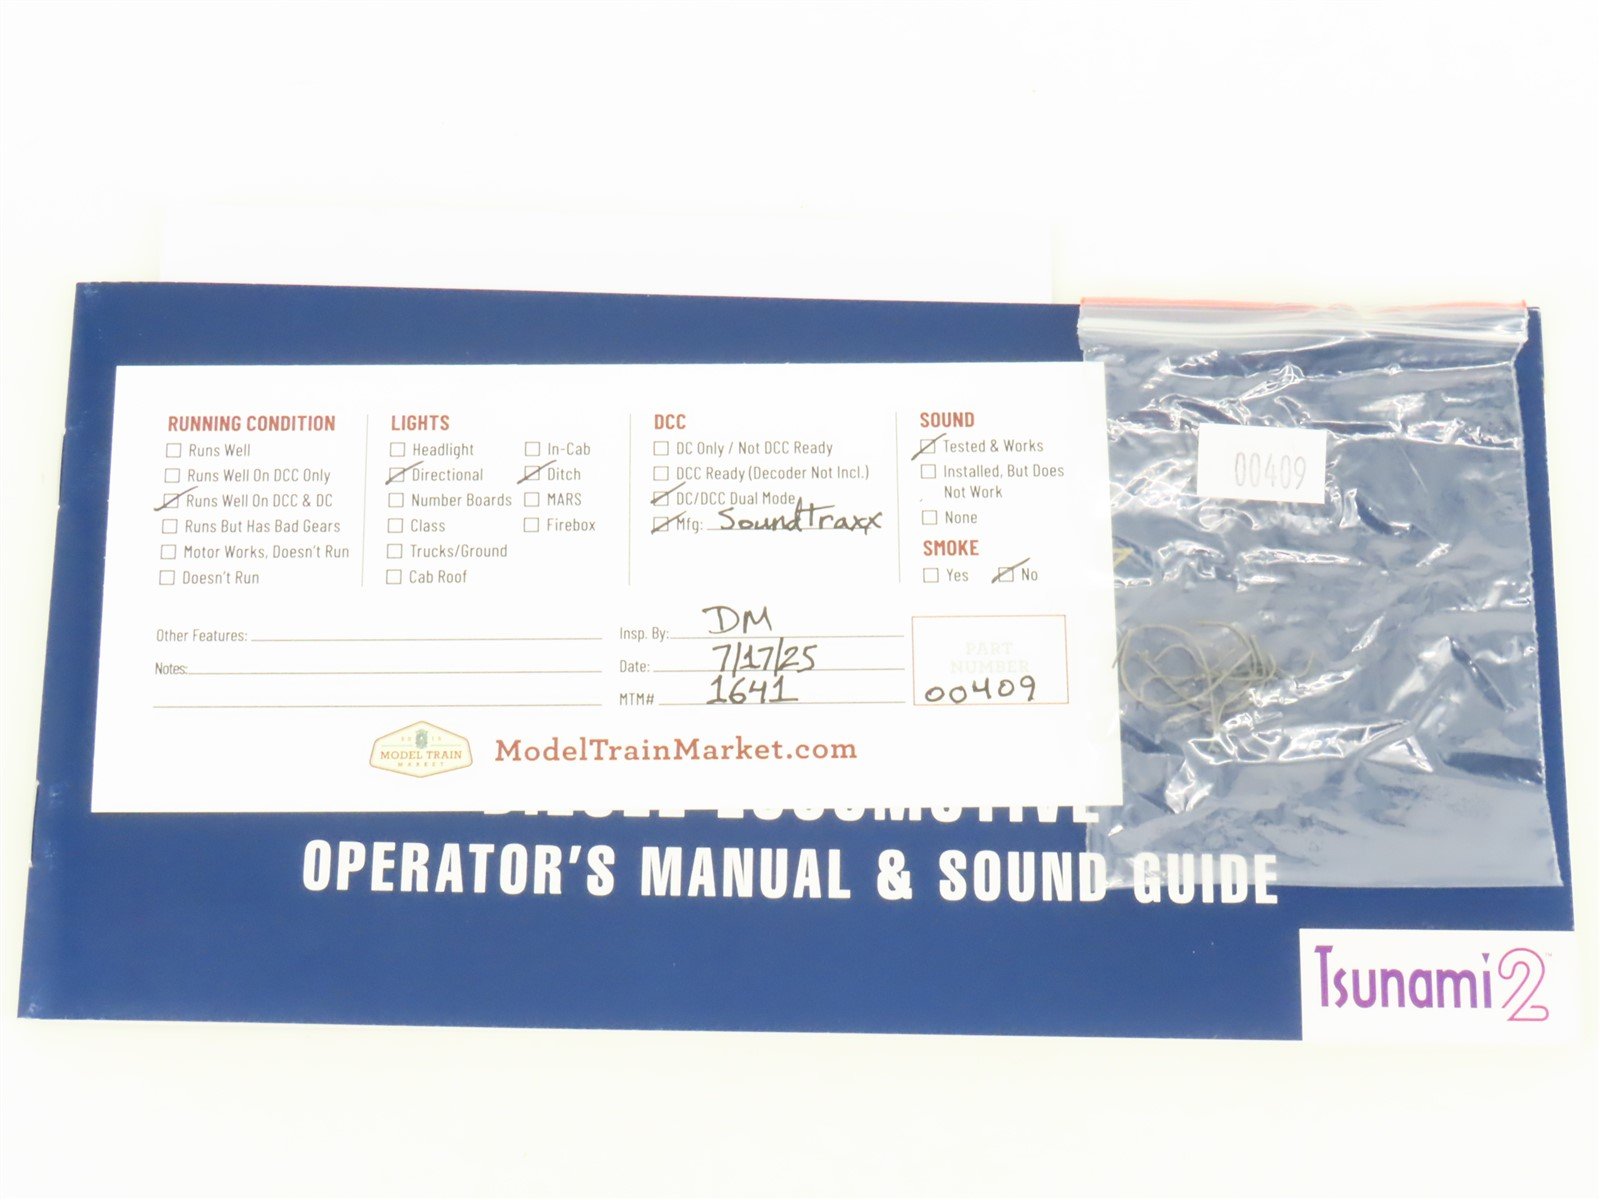 RUNNING CONDITION
Runs Well
Runs Well On DCC Only
Runs Well On DCC & DC
Runs But Has Bad Gears
Motor Works, Doesn't Run
Doesn't Run
LIGHTS
Headlight
Directional
Number Boards
Class
Trucks/Ground
Cab Roof
In-Cab
Ditch
MARS
Firebox
DCC
DC Only / Not DCC Ready
DCC Ready (Decoder Not Incl.)
DC/DCC Dual Mode
Mfg: Soundtraxx
SOUND
Tested & Works
Installed, But Does
Not Work
None
SMOKE
Yes
No
Other Features:
Notes:
Insp. By: DM
Date: 7/17/25
MTM# 1641
PART
NUMBER
00409
MODEL TRAIN
MARKET
ModelTrainMarket.com
00409
DIESEL LOCOMOTIVE
OPERATOR'S MANUAL & SOUND GUIDE
Tsunami2™